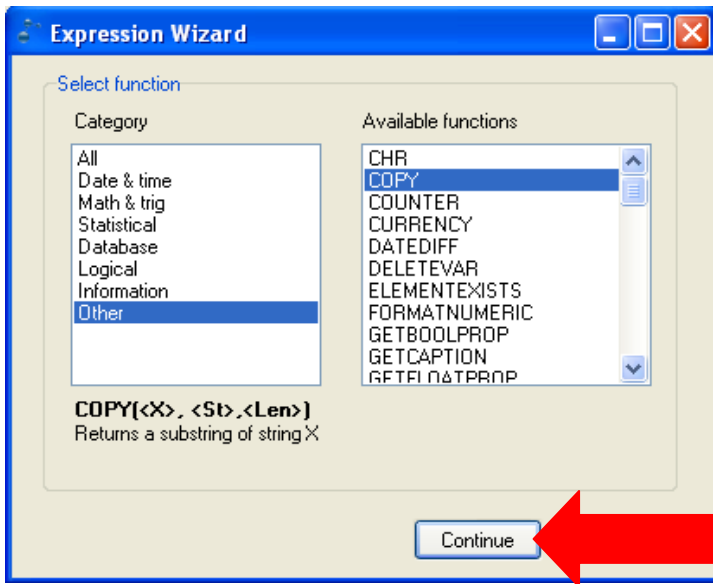 Expression Wizard
Select function
Category
All
Date & time
Math & trig
Statistical
Database
Logical
Information
Other
Available functions
CHR
COPY
COUNTER
CURRENCY
DATEDIFF
DELETEVAR
ELEMENTEXISTS
FORMATNUMERIC
GETBOOLPROP
GETCAPTION
GETFLOATPROP
COPY(<X>, <St>,<Len>)
Returns a substring of string X
Continue